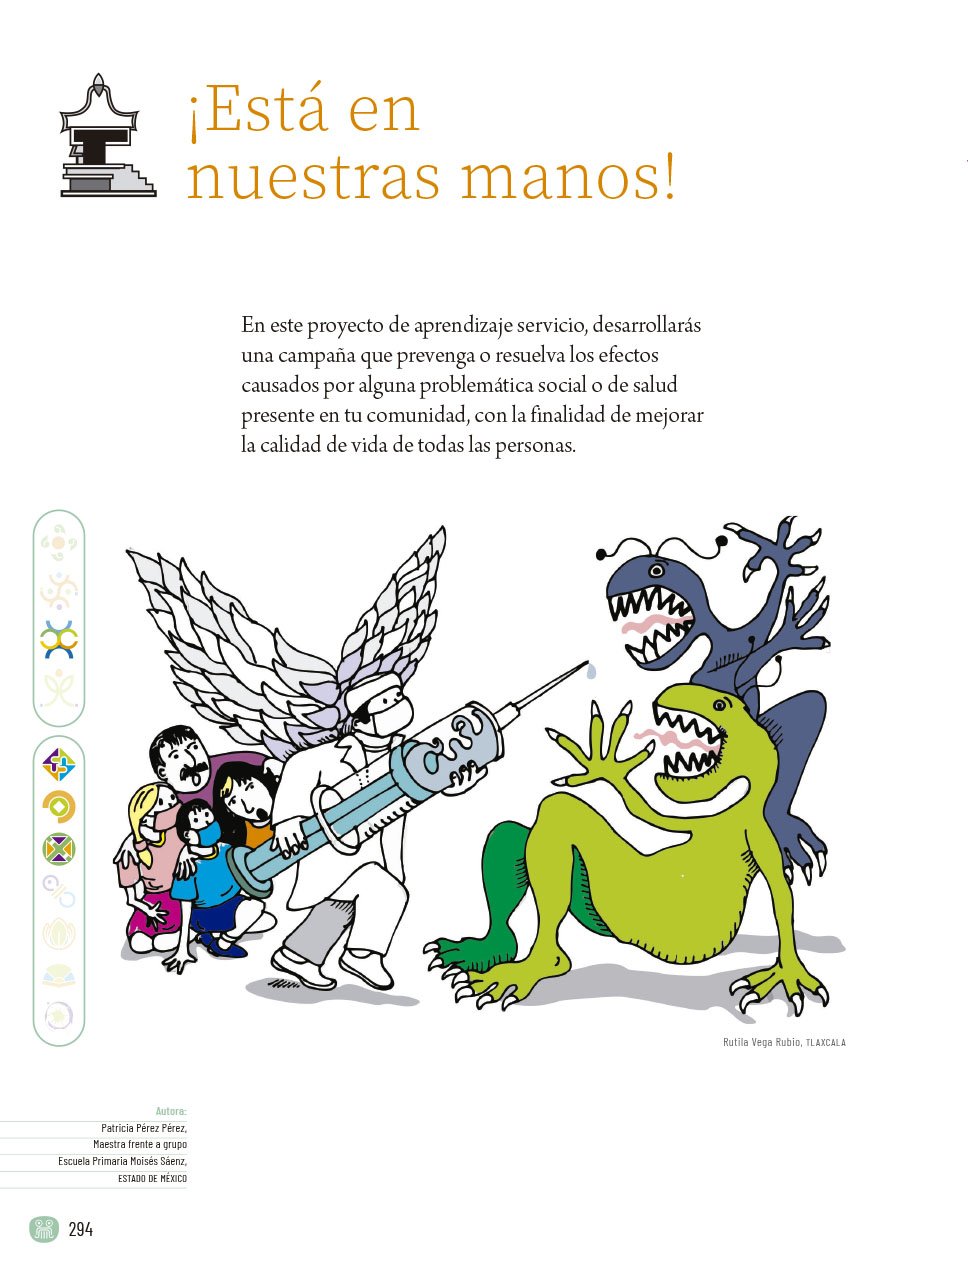 ¡Está en
nuestras manos!
En este proyecto de aprendizaje servicio, desarrollarás
una campaña que prevenga o resuelva los efectos
causados por alguna problemática social o de salud
presente en tu comunidad, con la finalidad de mejorar
la calidad de vida de todas las personas.
Rutila Vega Rubio, TLAXCALA
Autora:
Patricia Pérez Pérez,
Maestra frente a grupo
Escuela Primaria Moisés Sáenz,
ESTADO DE MÉXICO
294